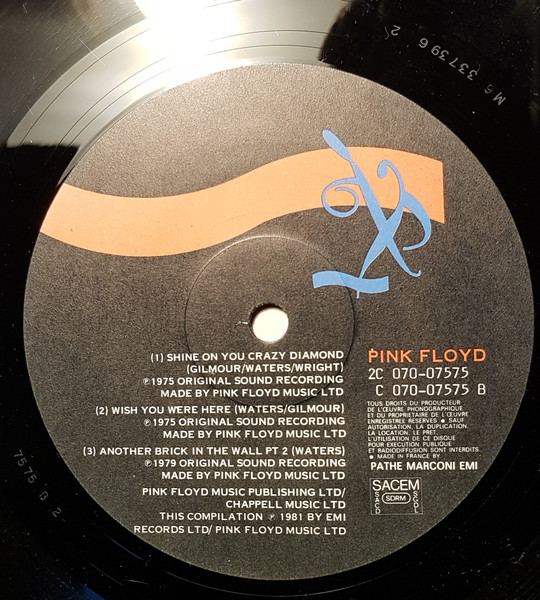 M6 337396 2
(1) SHINE ON YOU CRAZY DIAMOND
(GILMOUR/WATERS/WRIGHT)
℗1975 ORIGINAL SOUND RECORDING
MADE BY PINK FLOYD MUSIC LTD
(2) WISH YOU WERE HERE (WATERS/GILMOUR)
℗1975 ORIGINAL SOUND RECORDING
MADE BY PINK FLOYD MUSIC LTD
(3) ANOTHER BRICK IN THE WALL PT 2 (WATERS)
℗1979 ORIGINAL SOUND RECORDING
MADE BY PINK FLOYD MUSIC LTD
PINK FLOYD MUSIC PUBLISHING LTD/
CHAPPELL MUSIC LTD
THIS COMPILATION ℗ 1981 BY EMI
RECORDS LTD/ PINK FLOYD MUSIC LTD
PINK FLOYD
2C 070-07575
C 070-07575 B
TOUS DROITS DU PRODUCTEUR
DE L'ŒUVRE PHONOGRAPHIQUE
ET DU PROPRIETAIRE DE L'ŒUVRE
ENREGISTREE RESERVES ● SAUF
AUTORISATION, LA DUPLICATION,
LA LOCATION, LE PRET,
L'UTILISATION DE CE DISQUE
POUR EXECUTION PUBLIQUE
ET RADIODIFFUSION SONT INTERDITS.
● MADE IN FRANCE BY
PATHE MARCONI EMI
SACEM
SACD
SDRM
SGDL
7575 0 2